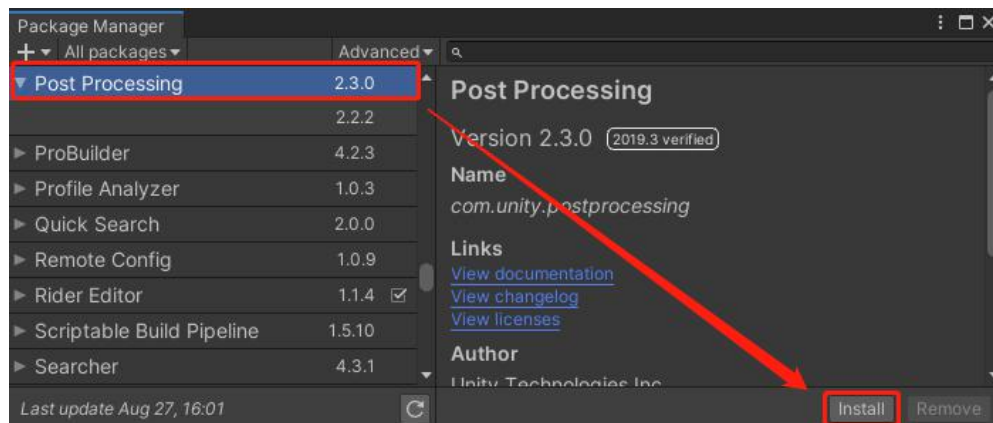 Package Manager
All packages Advanced
Post Processing 2.3.0
2.2.2
ProBuilder 4.2.3
Profile Analyzer 1.0.3
Quick Search 2.0.0
Remote Config 1.0.9
Rider Editor 1.1.4
Scriptable Build Pipeline 1.5.10
Searcher 4.3.1
Last update Aug 27, 16:01
Post Processing
Version 2.3.0 2019.3 verified
Name
com.unity.postprocessing
Links
View documentation
View changelog
View licenses
Author
Unity Technologies Inc
Install Remove